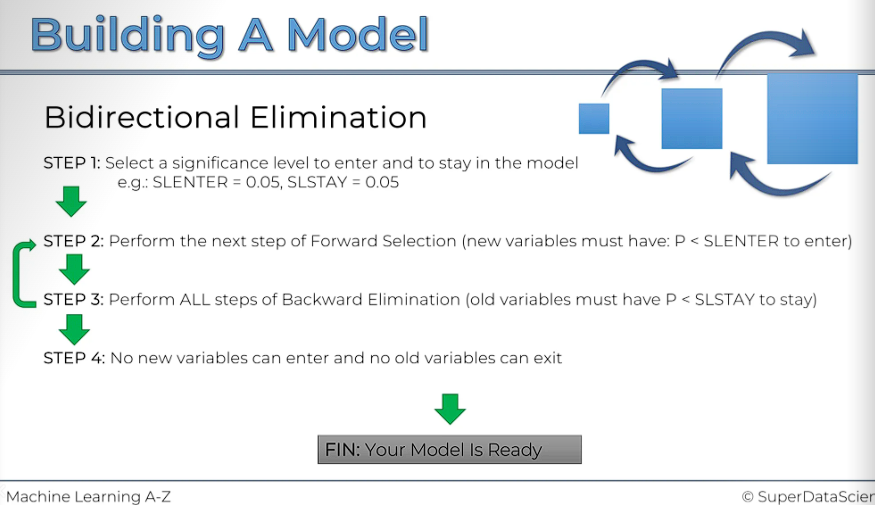 Building A Model
Bidirectional Elimination
STEP 1: Select a significance level to enter and to stay in the model
e.g.: SLENTER = 0.05, SLSTAY = 0.05
STEP 2: Perform the next step of Forward Selection (new variables must have: P < SLENTER to enter)
STEP 3: Perform ALL steps of Backward Elimination (old variables must have P < SLSTAY to stay)
STEP 4: No new variables can enter and no old variables can exit
FIN: Your Model Is Ready
Machine Learning A-Z
© SuperDataScien